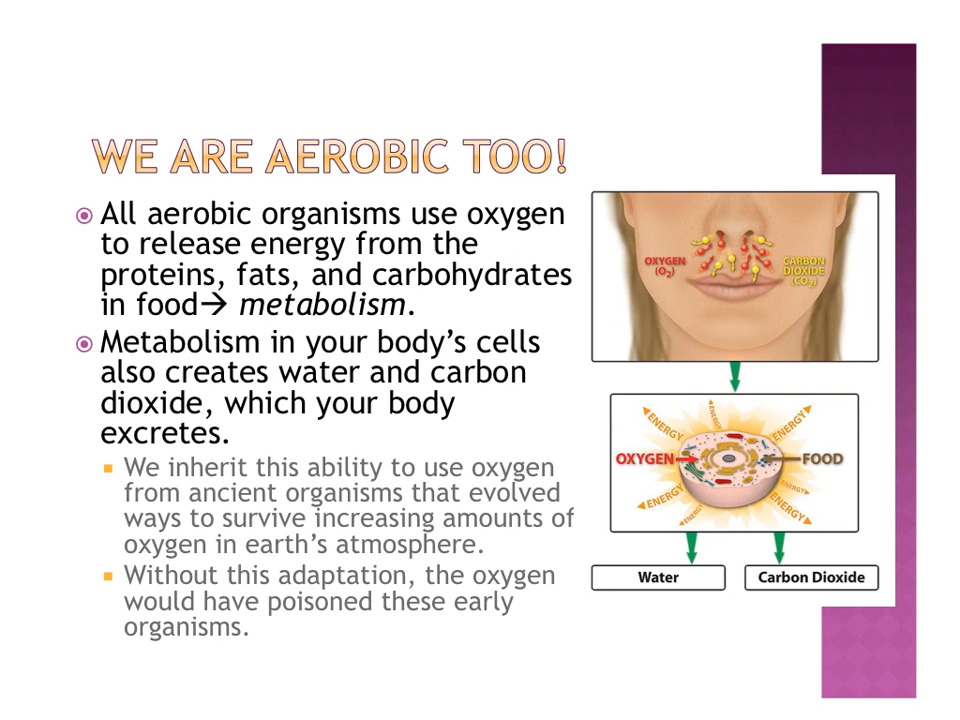 WE ARE AEROBIC TOO!
All aerobic organisms use oxygen
to release energy from the
proteins, fats, and carbohydrates
in food→ metabolism.
Metabolism in your body’s cells
also creates water and carbon
dioxide, which your body
excretes.
We inherit this ability to use oxygen
from ancient organisms that evolved
ways to survive increasing amounts of
oxygen in earth’s atmosphere.
Without this adaptation, the oxygen
would have poisoned these early
organisms.
OXYGEN
(O2)
CARBON
DIOXIDE
(CO2)
ENERGY
ENERGY
ENERGY
OXYGEN
FOOD
ENERGY
ENERGY
ENERGY
ENERGY
Water
Carbon Dioxide